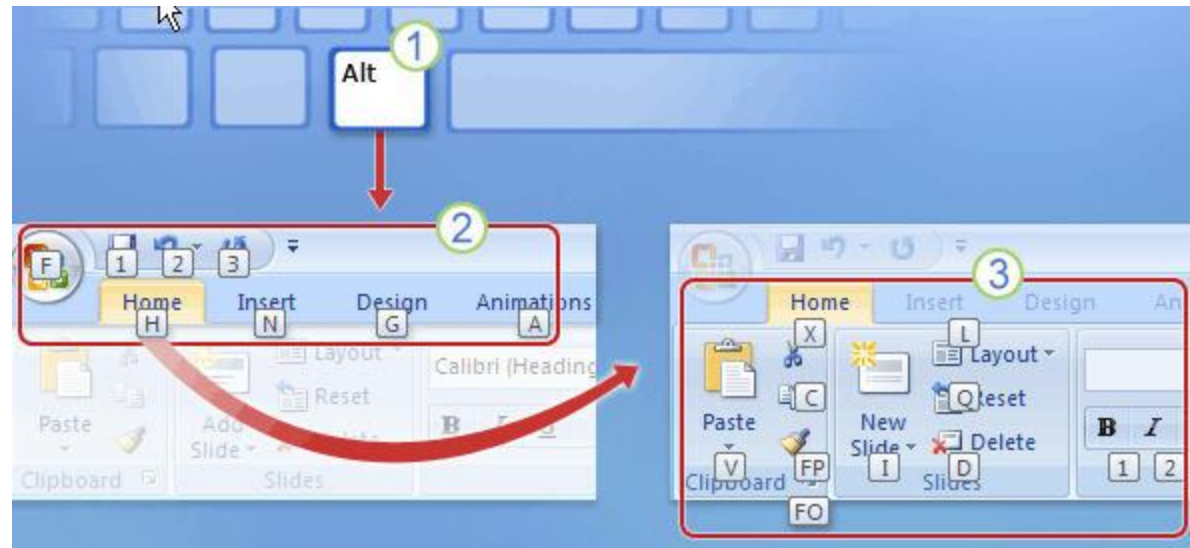 1
Alt
2
F 1 2 3
Home Insert Design Animations
H N G A
Layout
Calibri (Heading
Reset
Paste Add
Slide
B I
Clipboard Slides
3
Home Insert Design An
X L
Layout
C Q Reset
Paste New
Slide Delete
B I
V FP I D 1 2
Clipboard Slides
FO